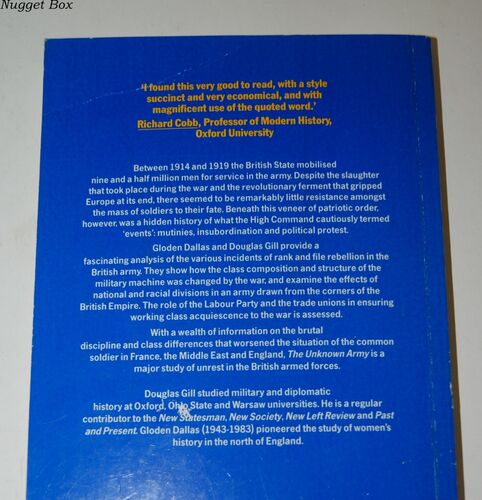 Nugget Box
'I found this very good to read, with a style
succinct and very economical, and with
magnificent use of the quoted word.'
Richard Cobb, Professor of Modern History,
Oxford University
Between 1914 and 1919 the British State mobilised
nine and a half million men for service in the army. Despite the slaughter
that took place during the war and the revolutionary ferment that gripped
Europe at its end, there seemed to be remarkably little resistance amongst
the mass of soldiers to their fate. Beneath this veneer of patriotic order,
however, was a hidden history of what the High Command cautiously termed
'events': mutinies, insubordination and political protest.
Gloden Dallas and Douglas Gill provide a
fascinating analysis of the various incidents of rank and file rebellion in the
British army. They show how the class composition and structure of the
military machine was changed by the war, and examine the effects of
national and racial divisions in an army drawn from the corners of the
British Empire. The role of the Labour Party and the trade unions in ensuring
working class acquiescence to the war is assessed.
With a wealth of information on the brutal
discipline and class differences that worsened the situation of the common
soldier in France, the Middle East and England, The Unknown Army is a
major study of unrest in the British armed forces.
Douglas Gill studied military and diplomatic
history at Oxford, Ohio State and Warsaw universities. He is a regular
contributor to the New Statesman, New Society, New Left Review and Past
and Present. Gloden Dallas (1943-1983) pioneered the study of women's
history in the north of England.